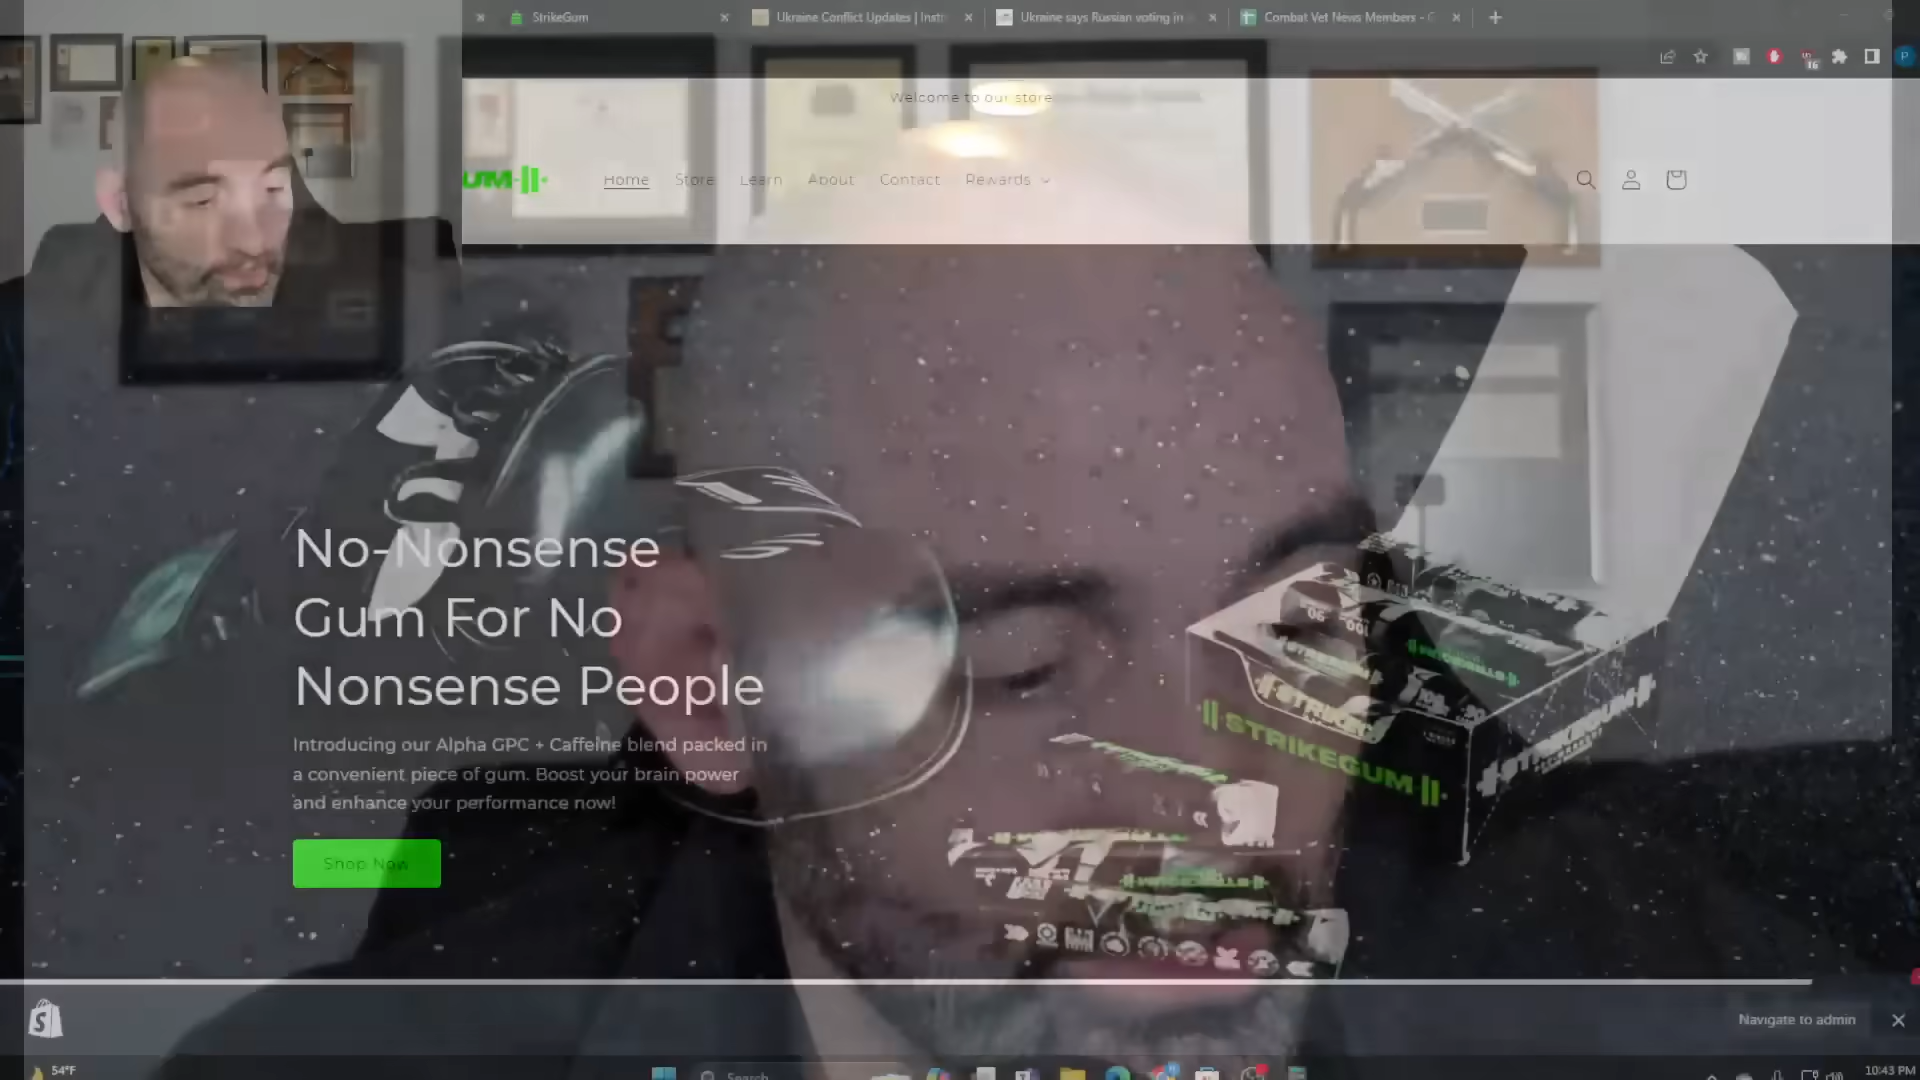 StrikeGum
Ukraine Conflict Updates | Insti
Ukraine says Russian voting in
Combat Vet News Members - G
16
P
Welcome to our store
UM
Home
Store
Learn
About
Contact
Rewards
No-Nonsense
Gum For No
Nonsense People
Introducing our Alpha GPC + Caffeine blend packed in
a convenient piece of gum. Boost your brain power
and enhance your performance now!
Shop Now
STRIKEGUM
STRIKEGUM
Navigate to admin
54°F
Search
10:43 PM